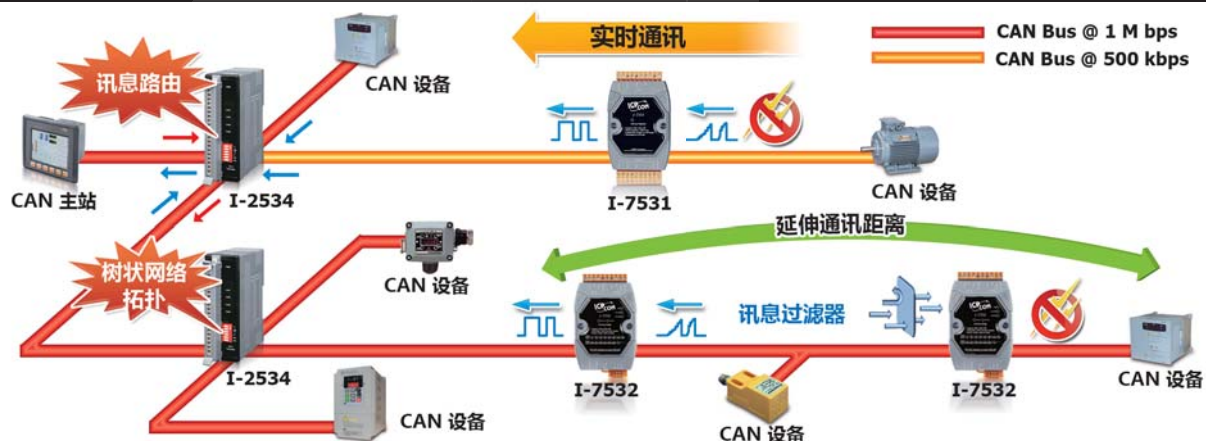 实时通讯
CAN Bus @ 1 M bps
CAN Bus @ 500 kbps
CAN 设备
讯息路由
CAN 主站
I-2534
I-7531
CAN 设备
延伸通讯距离
树状网络
拓扑
CAN 设备
讯息过滤器
I-2534
I-7532
I-7532
CAN 设备
CAN 设备
CAN 设备